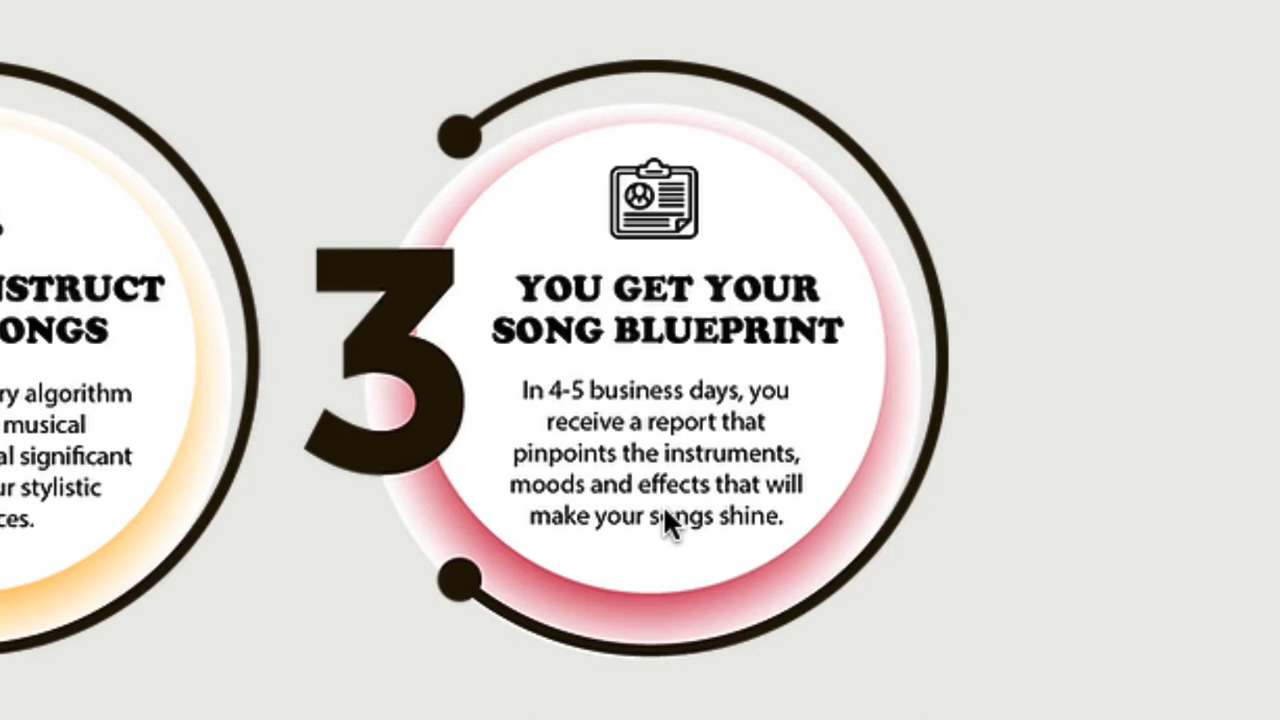 NSTRUCT
ONGS
ry algorithm
musical
al significant
ur stylistic
ces.
3
YOU GET YOUR
SONG BLUEPRINT
In 4-5 business days, you
receive a report that
pinpoints the instruments,
moods and effects that will
make your songs shine.